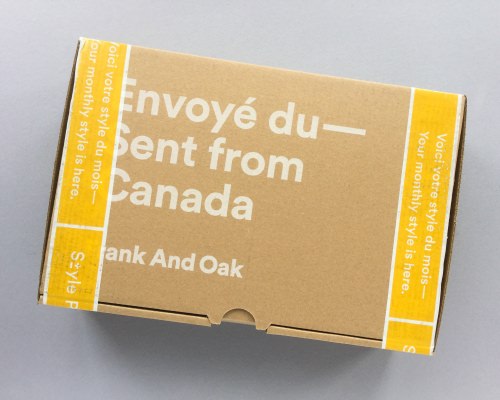 Envoyé du—
Sent from
Canada
rank And Oak
Voici votre style du mois—
Your monthly style is here.
Style P
Voici votre style du mois—
Your monthly style is here.
S